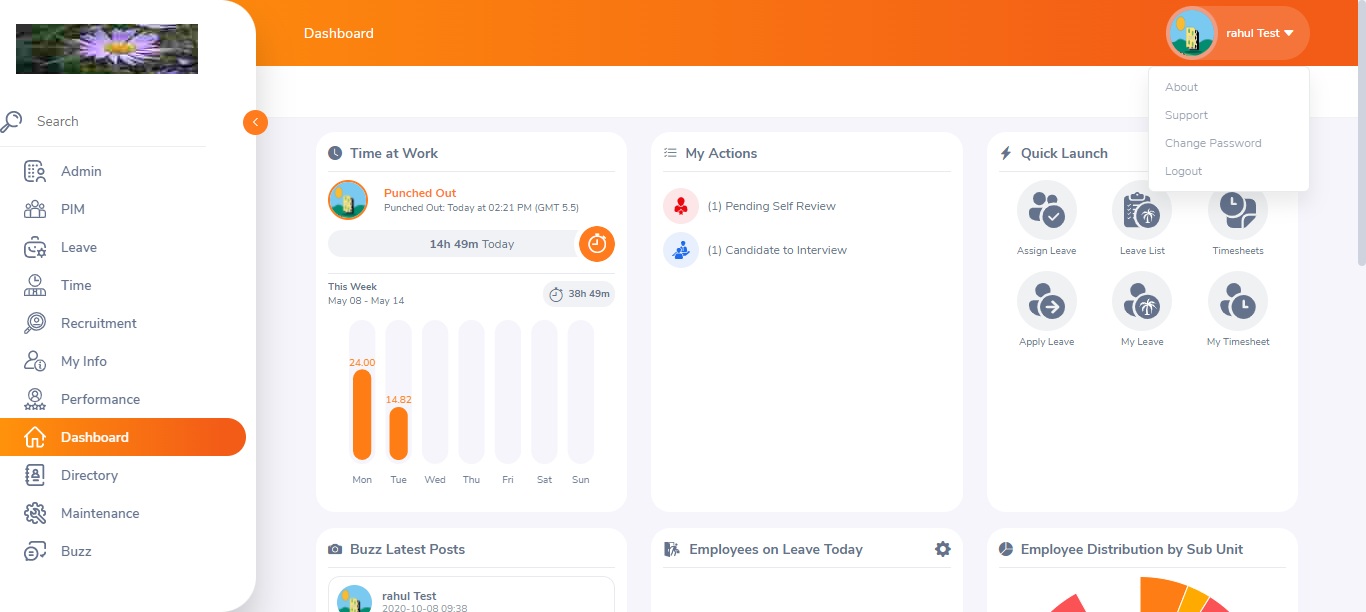 Dashboard
rahul Test
About
Support
Change Password
Logout
Search
Admin
PIM
Leave
Time
Recruitment
My Info
Performance
Dashboard
Directory
Maintenance
Buzz
Time at Work
Punched Out
Punched Out: Today at 02:21 PM (GMT 5.5)
14h 49m Today
This Week
May 08 - May 14
38h 49m
24.00
14.82
Mon Tue Wed Thu Fri Sat Sun
My Actions
(1) Pending Self Review
(1) Candidate to Interview
Quick Launch
Assign Leave
Leave List
Timesheets
Apply Leave
My Leave
My Timesheet
Buzz Latest Posts
rahul Test
2020-10-08 09:38
Employees on Leave Today
Employee Distribution by Sub Unit